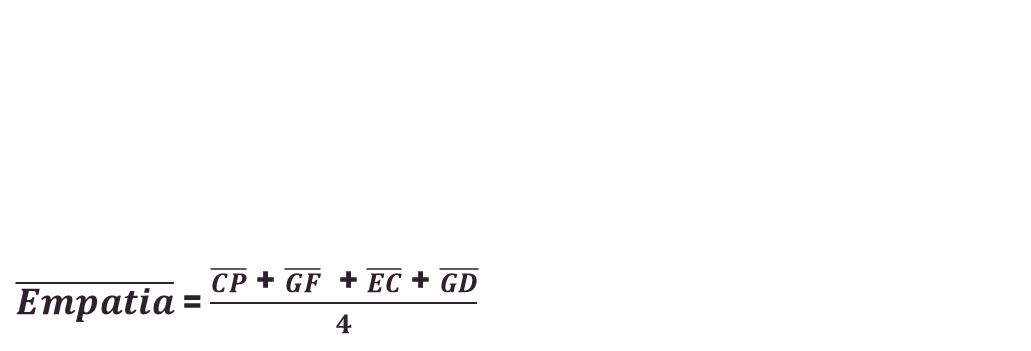 Empatia = CP + GF + EC + GD
4